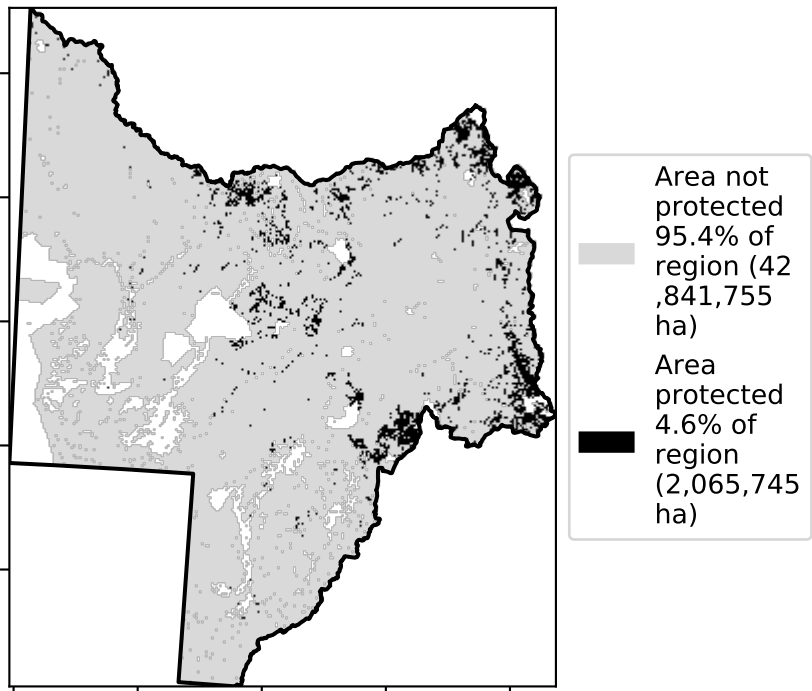 Area not
protected
95.4% of
region (42
,841,755
ha)
Area
protected
4.6% of
region
(2,065,745
ha)